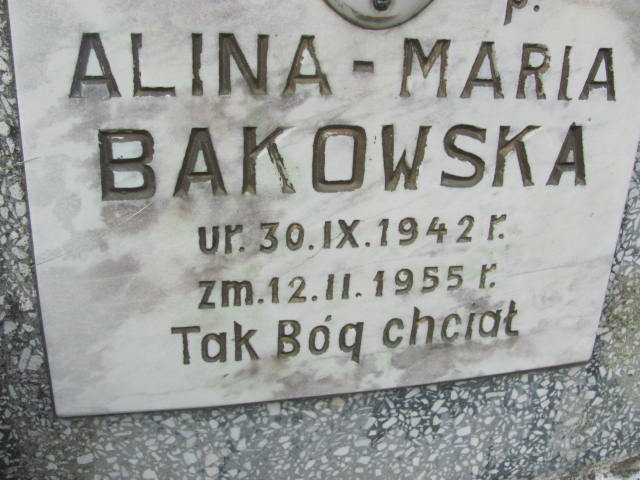 p.
ALINA-MARIA
BAKOWSKA
ur. 30.IX.1942 r.
zm.12.II.1955 r.
Tak Bóg chciał